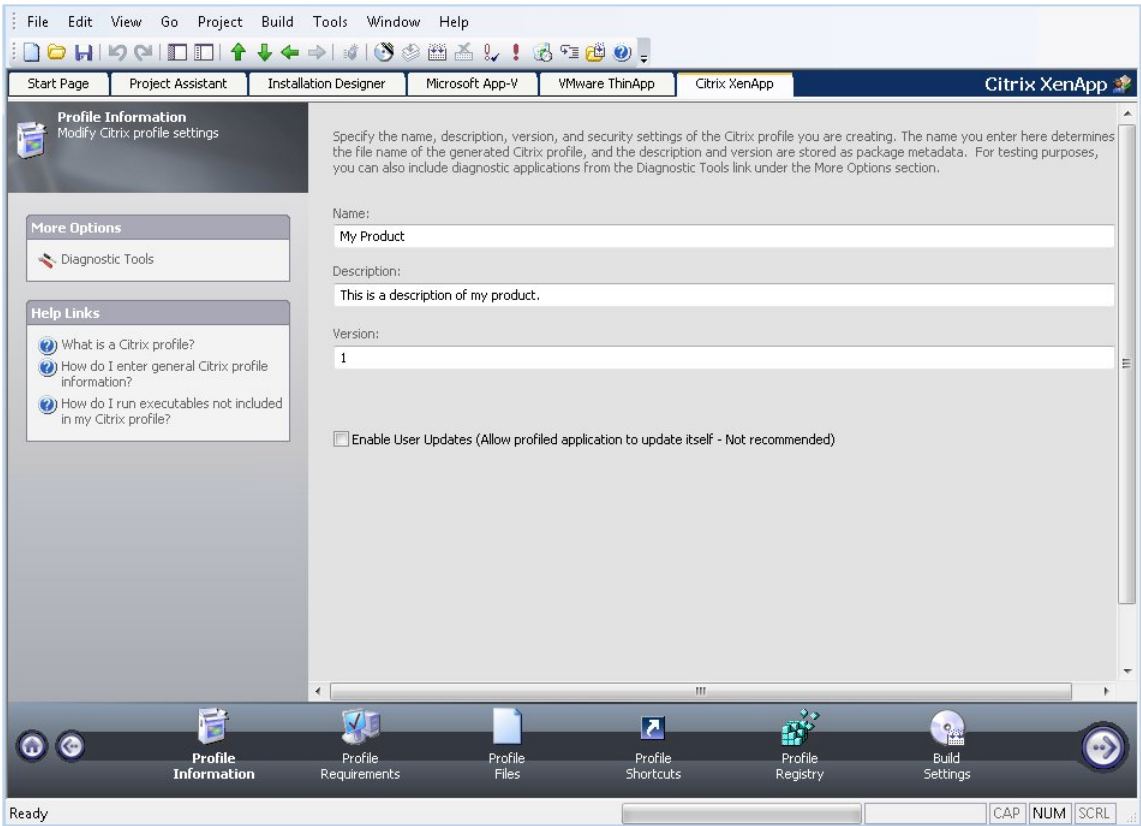 File Edit View Go Project Build Tools Window Help
Start Page Project Assistant Installation Designer Microsoft App-V VMware ThinApp Citrix XenApp Citrix XenApp
Profile Information
Modify Citrix profile settings
More Options
Diagnostic Tools
Help Links
What is a Citrix profile?
How do I enter general Citrix profile
information?
How do I run executables not included
in my Citrix profile?
Specify the name, description, version, and security settings of the Citrix profile you are creating. The name you enter here determines
the file name of the generated Citrix profile, and the description and version are stored as package metadata. For testing purposes,
you can also include diagnostic applications from the Diagnostic Tools link under the More Options section.
Name:
My Product
Description:
This is a description of my product.
Version:
1
Enable User Updates (Allow profiled application to update itself - Not recommended)
Profile
Information
Profile
Requirements
Profile
Files
Profile
Shortcuts
Profile
Registry
Build
Settings
Ready CAP NUM SCRL